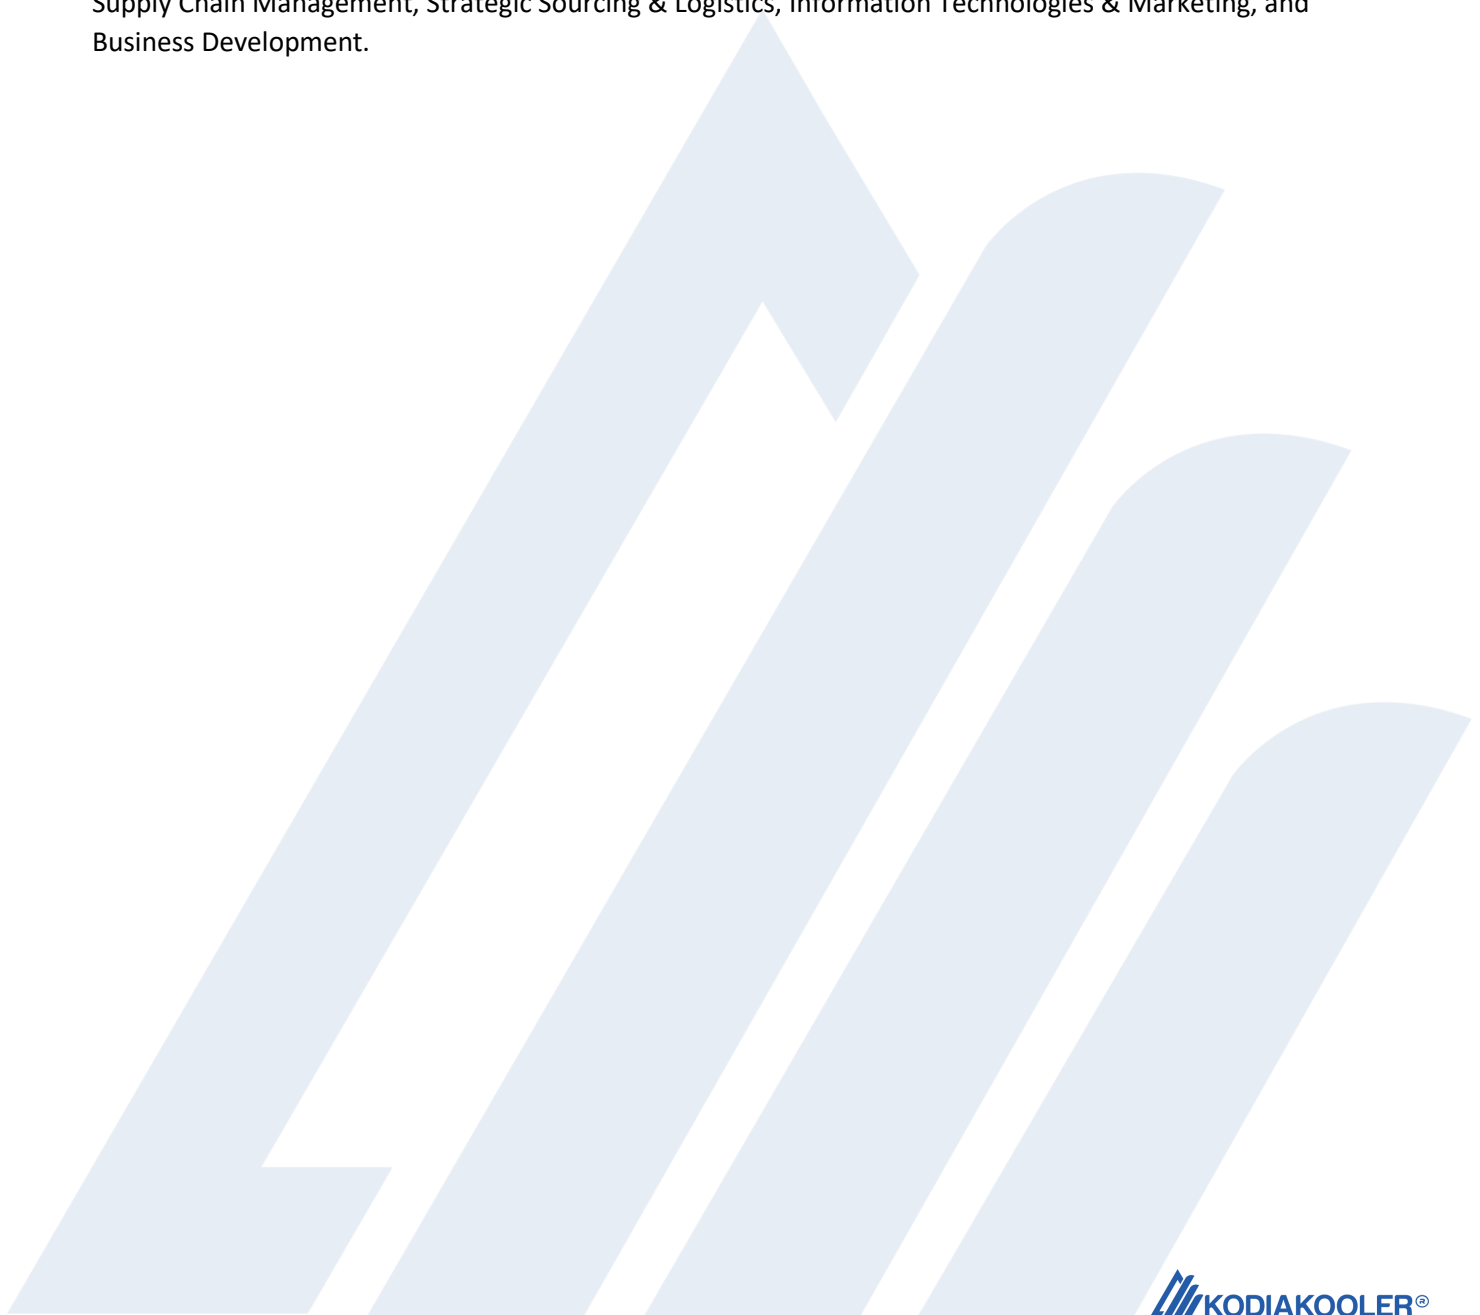 Supply Chain Management, Strategic Sourcing & Logistics, Information Technologies & Marketing, and
Business Development.
KODIAKOOLER®